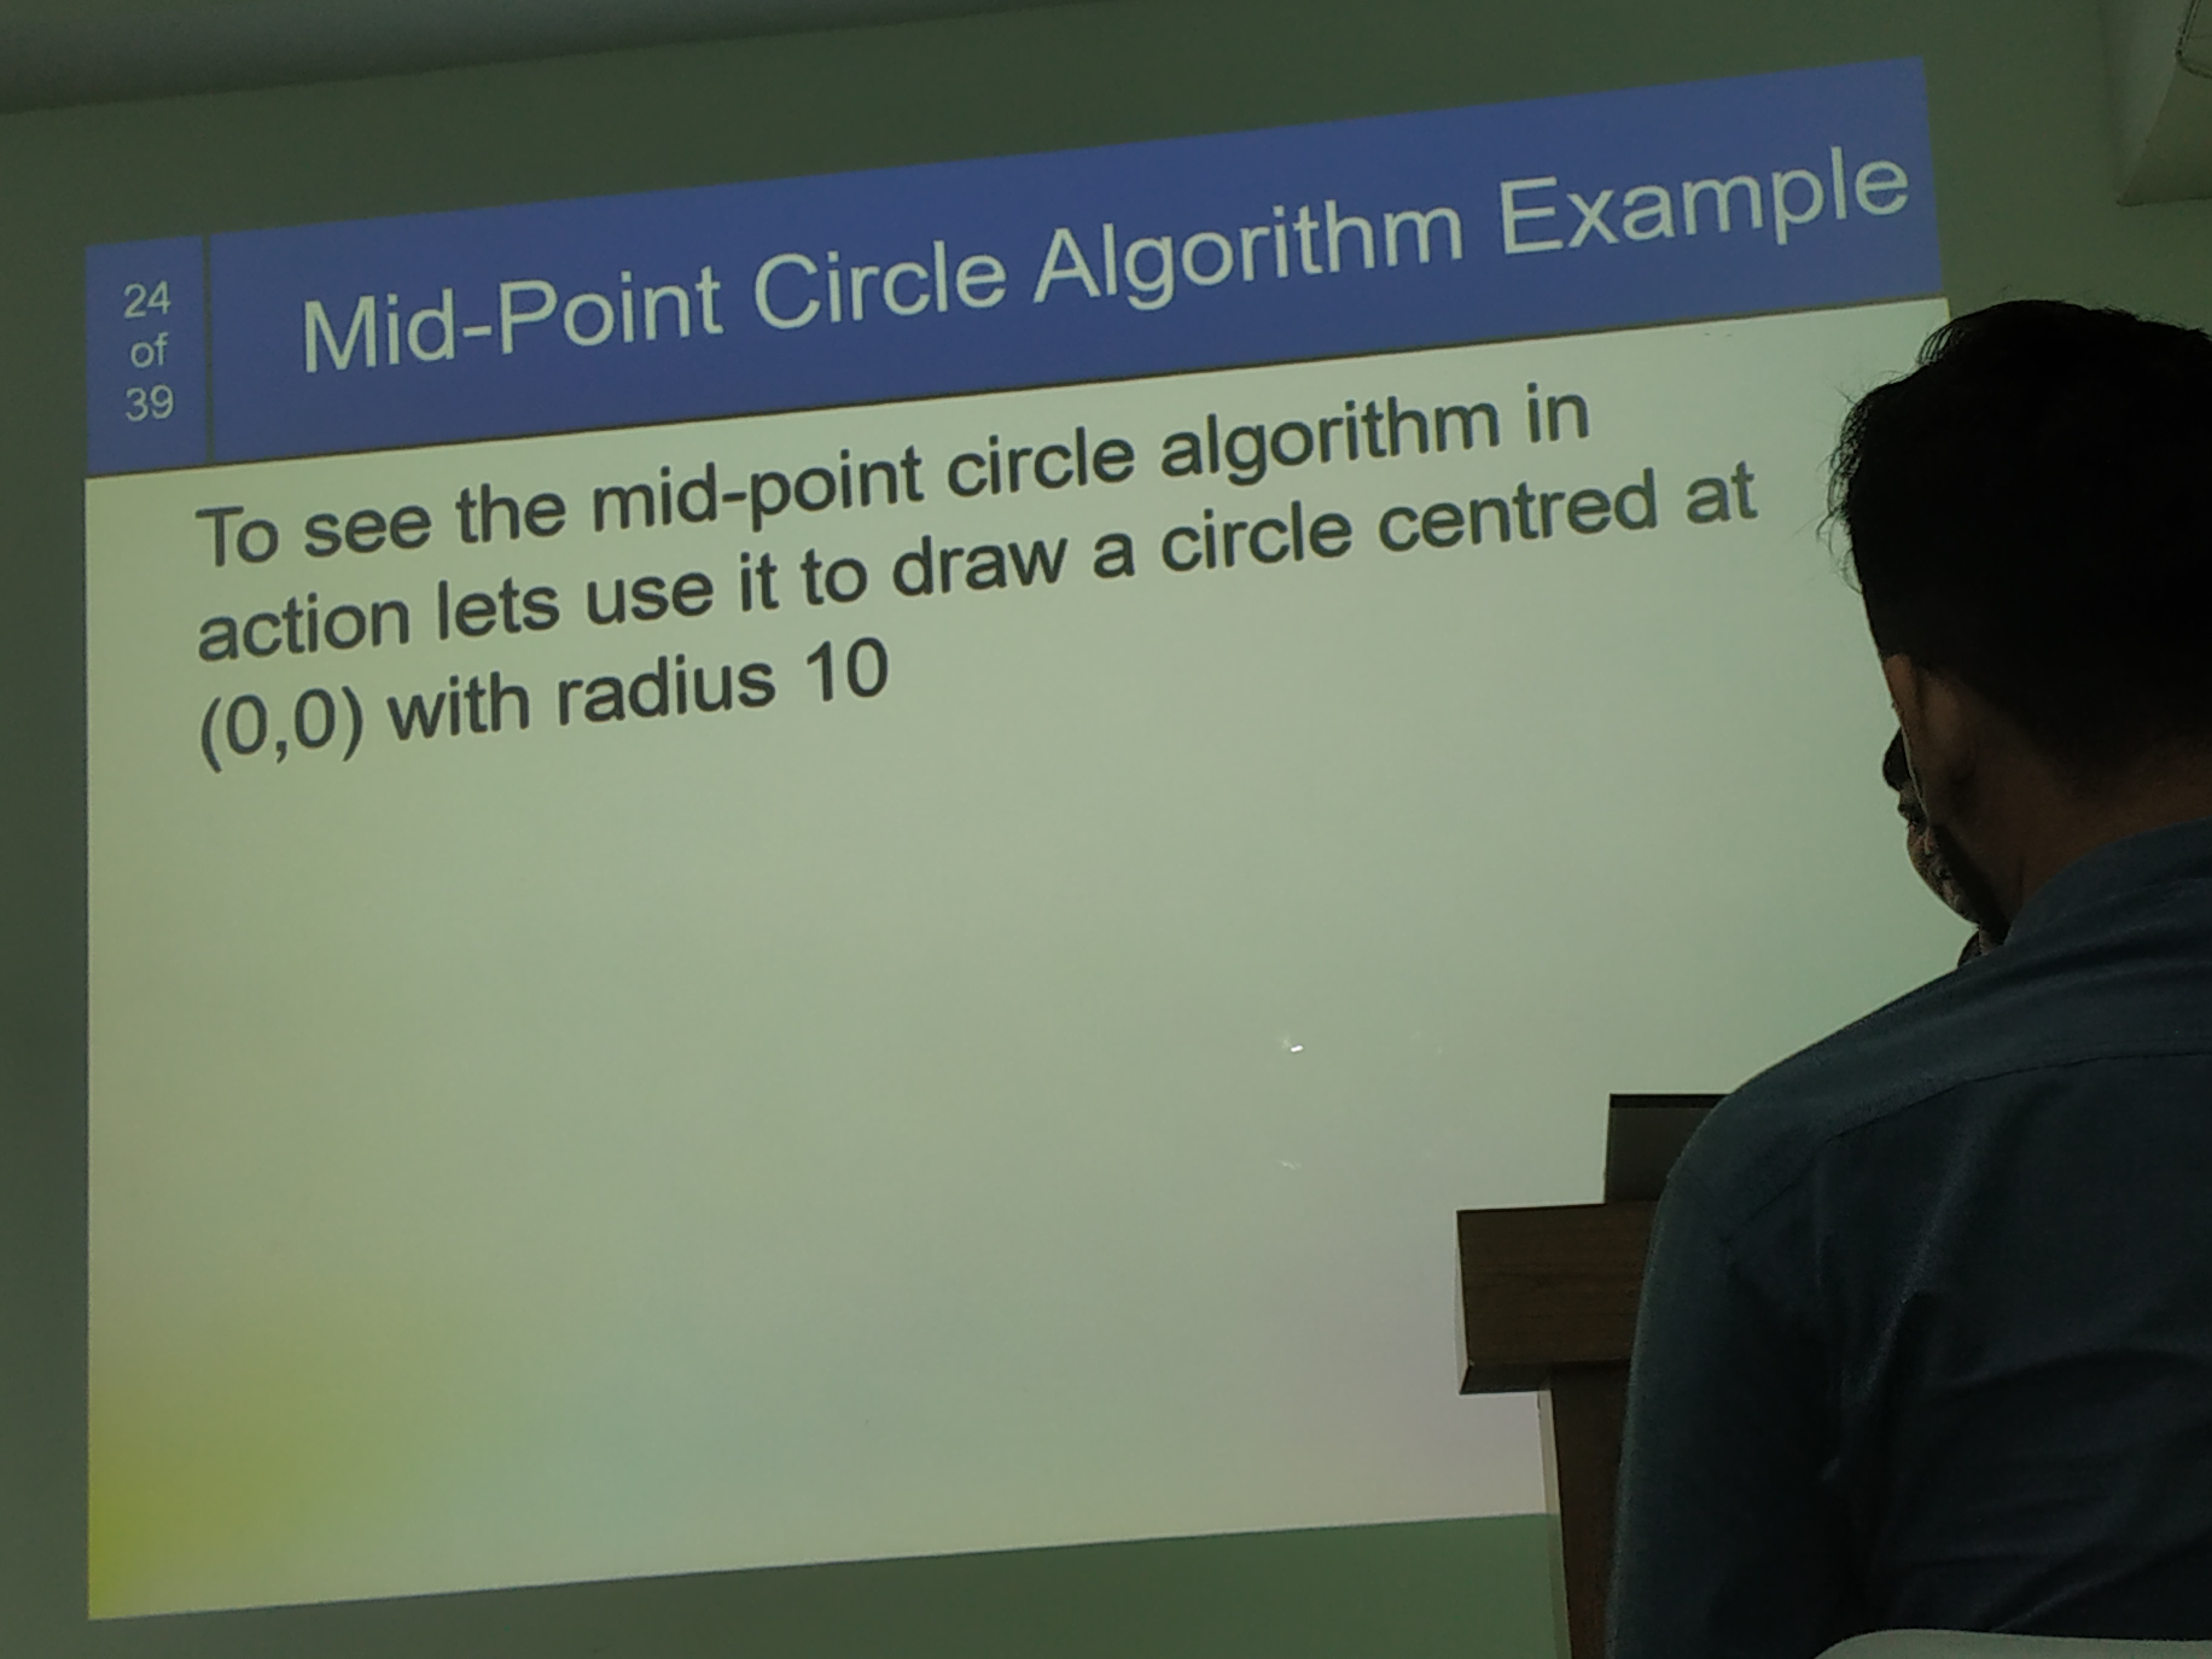 24
of
39
Mid-Point Circle Algorithm Example
To see the mid-point circle algorithm in
action lets use it to draw a circle centred at
(0,0) with radius 10